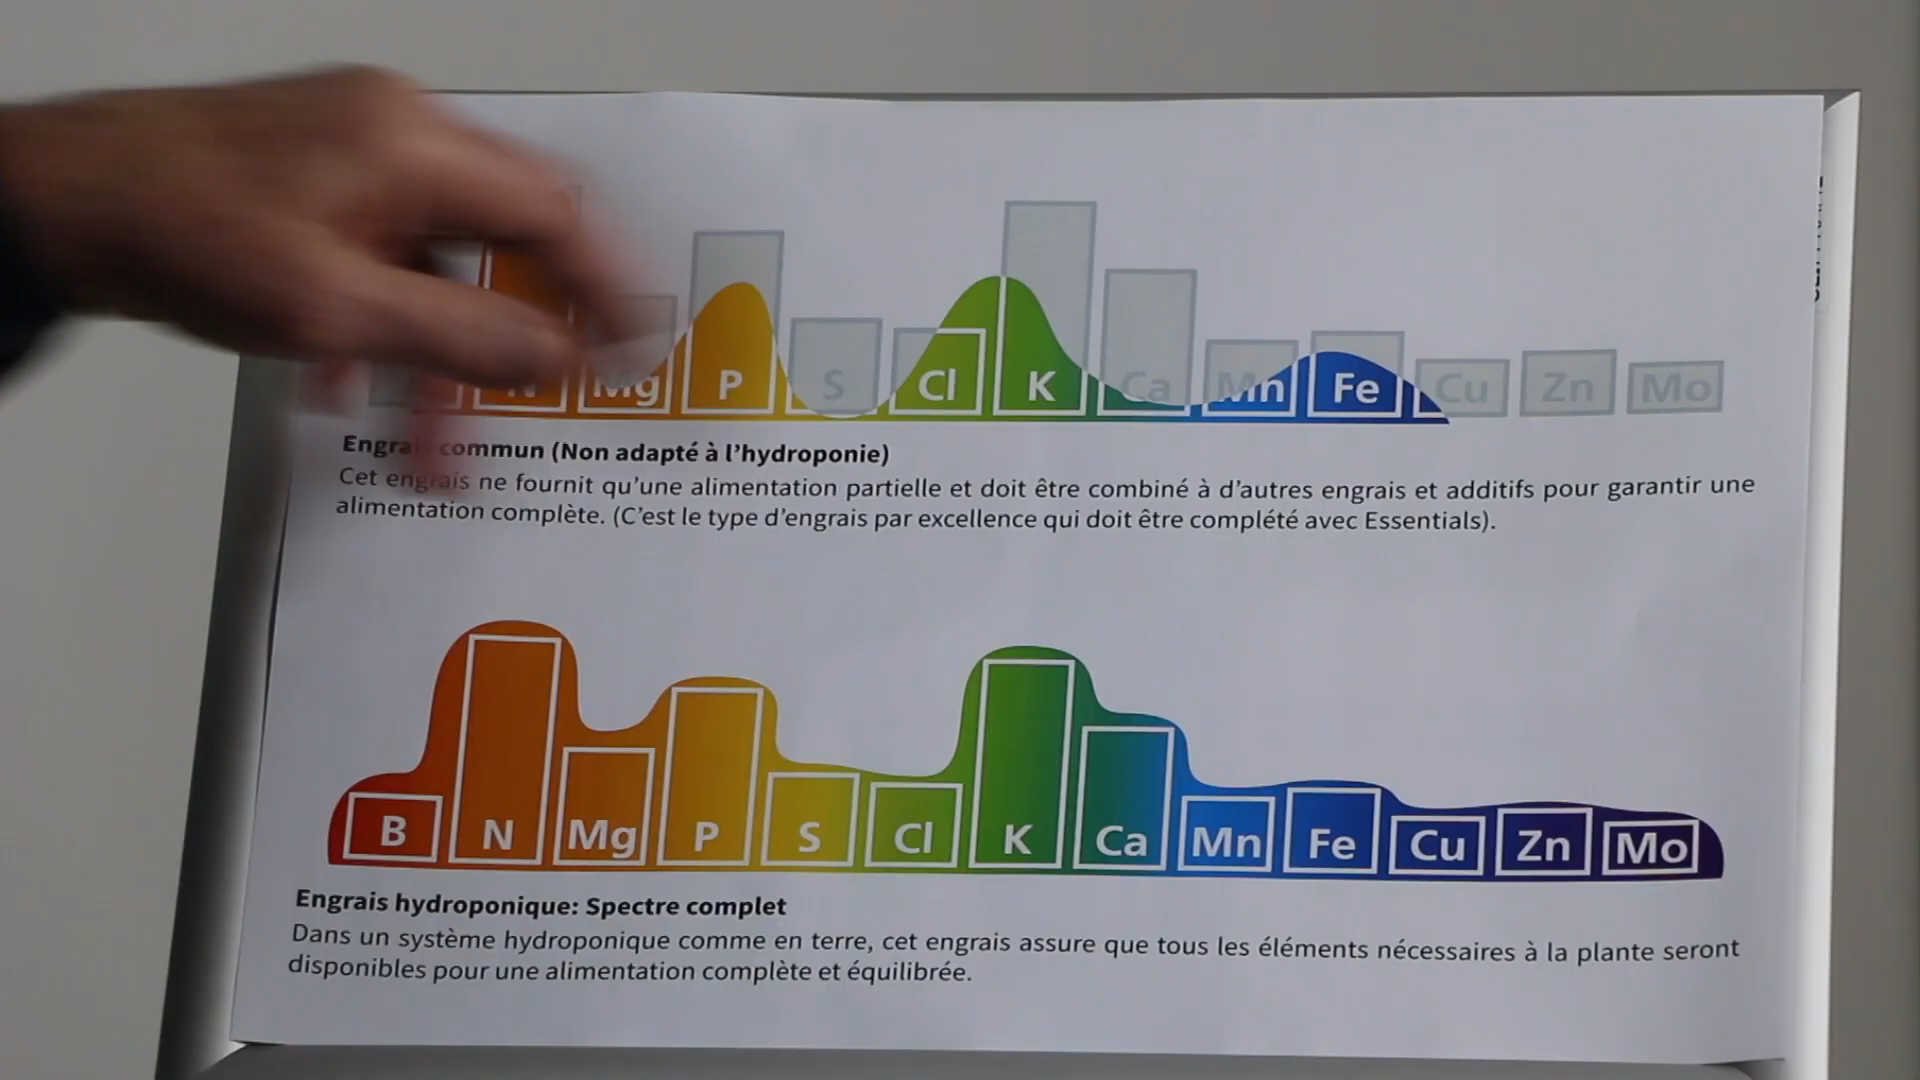 N Mg P S Cl K Ca Mn Fe Cu Zn Mo
commun (Non adapté à l'hydroponie)
Cet engrais ne fournit qu'une alimentation partielle et doit être combiné à d'autres engrais et additifs pour garantir une
alimentation complète. (C'est le type d'engrais par excellence qui doit être complété avec Essentials).
B N Mg P S Cl K Ca Mn Fe Cu Zn Mo
Engrais hydroponique: Spectre complet
Dans un système hydroponique comme en terre, cet engrais assure que tous les éléments nécessaires à la plante seront
disponibles pour une alimentation complète et équilibrée.